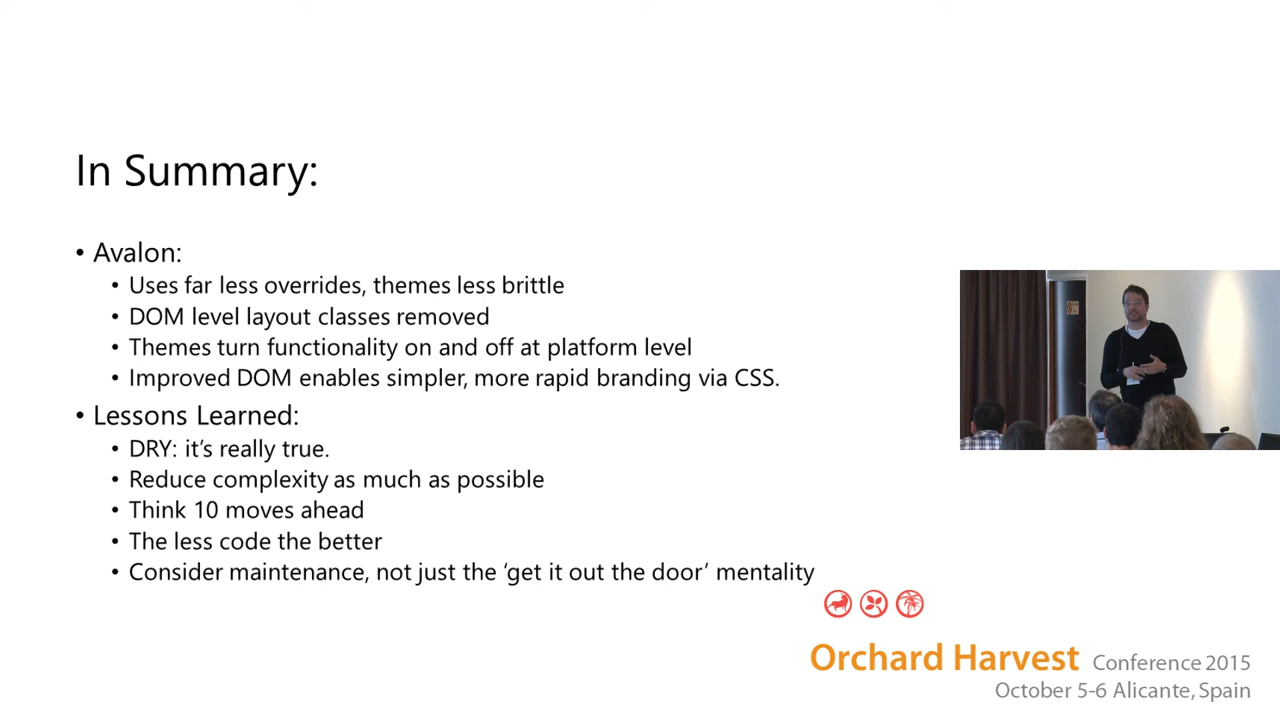 In Summary:
• Avalon:
• Uses far less overrides, themes less brittle
• DOM level layout classes removed
• Themes turn functionality on and off at platform level
• Improved DOM enables simpler, more rapid branding via CSS.
• Lessons Learned:
• DRY: it’s really true.
• Reduce complexity as much as possible
• Think 10 moves ahead
• The less code the better
• Consider maintenance, not just the ‘get it out the door’ mentality
Orchard Harvest Conference 2015
October 5-6 Alicante, Spain